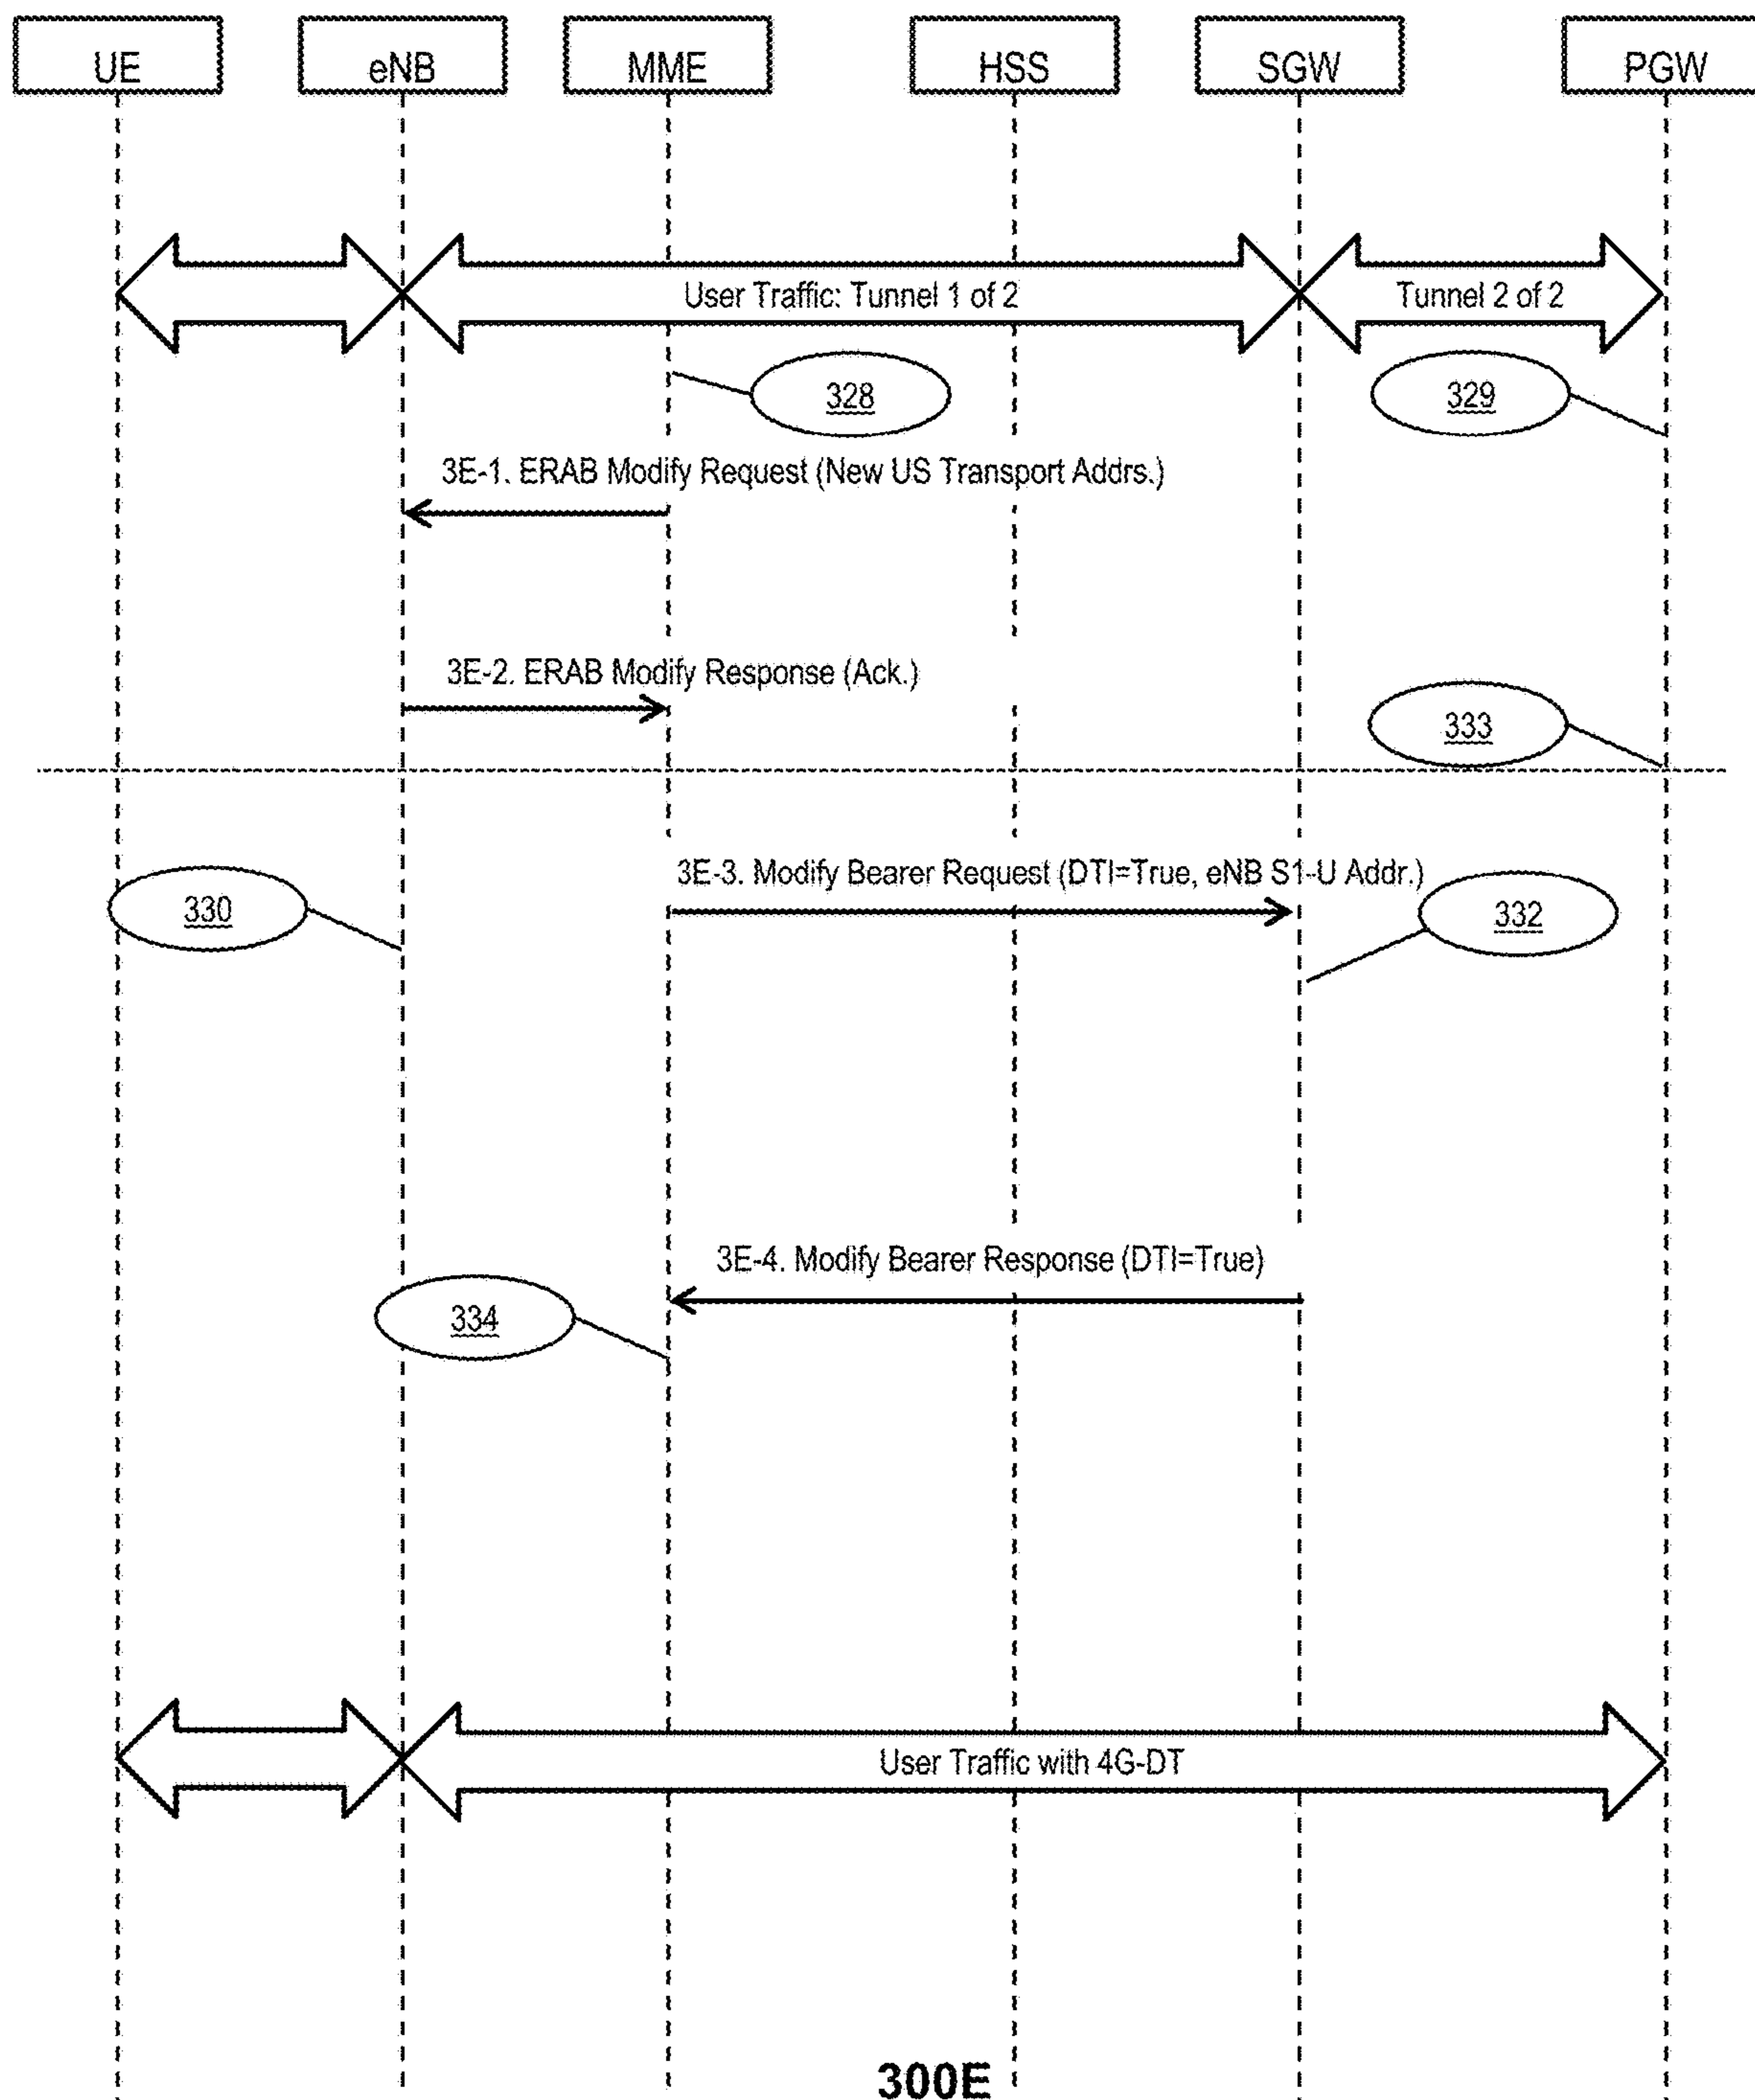 UE eNB MME HSS SGW PGW
User Traffic: Tunnel 1 of 2 Tunnel 2 of 2
328 329
3E-1. ERAB Modify Request (New US Transport Addrs.)
3E-2. ERAB Modify Response (Ack.)
333
3E-3. Modify Bearer Request (DTI=True, eNB S1-U Addr.)
330 332
3E-4. Modify Bearer Response (DTI=True)
334
User Traffic with 4G-DT
300E